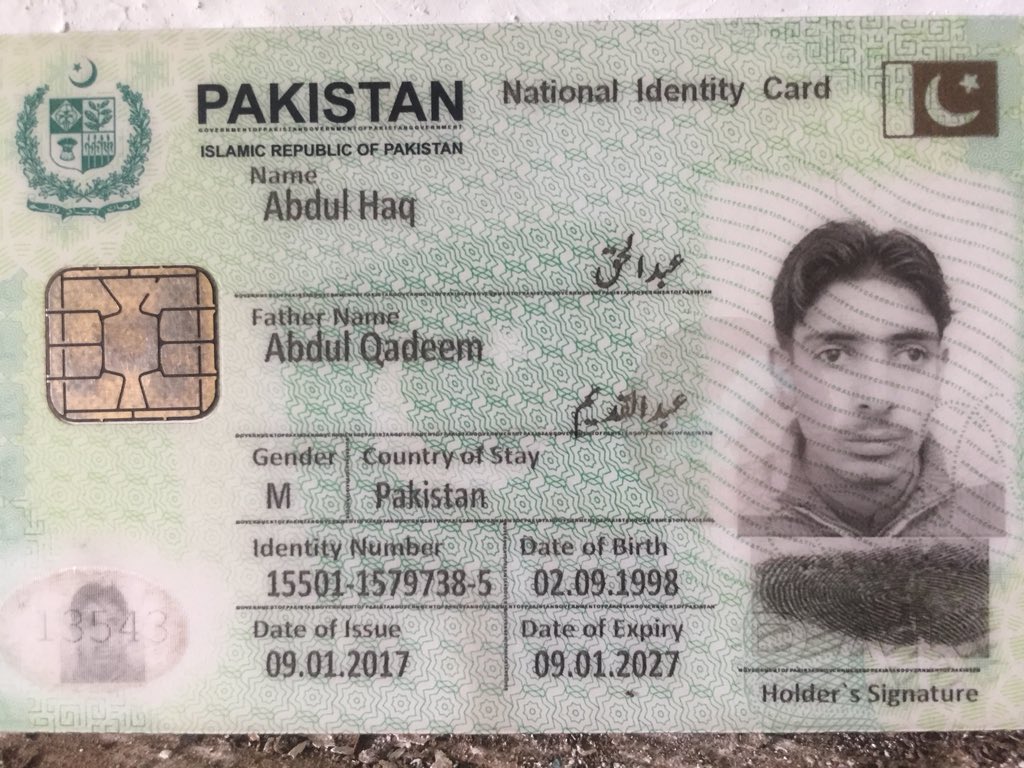 PAKISTAN
National Identity Card
ISLAMIC REPUBLIC OF PAKISTAN
Name
Abdul Haq
عبدالحق
Father Name
Abdul Qadeem
عبدالقدیم
Gender
Country of Stay
M
Pakistan
Identity Number
Date of Birth
15501-1579738-5
02.09.1998
Date of Issue
Date of Expiry
09.01.2017
09.01.2027
13543
Holder`s Signature